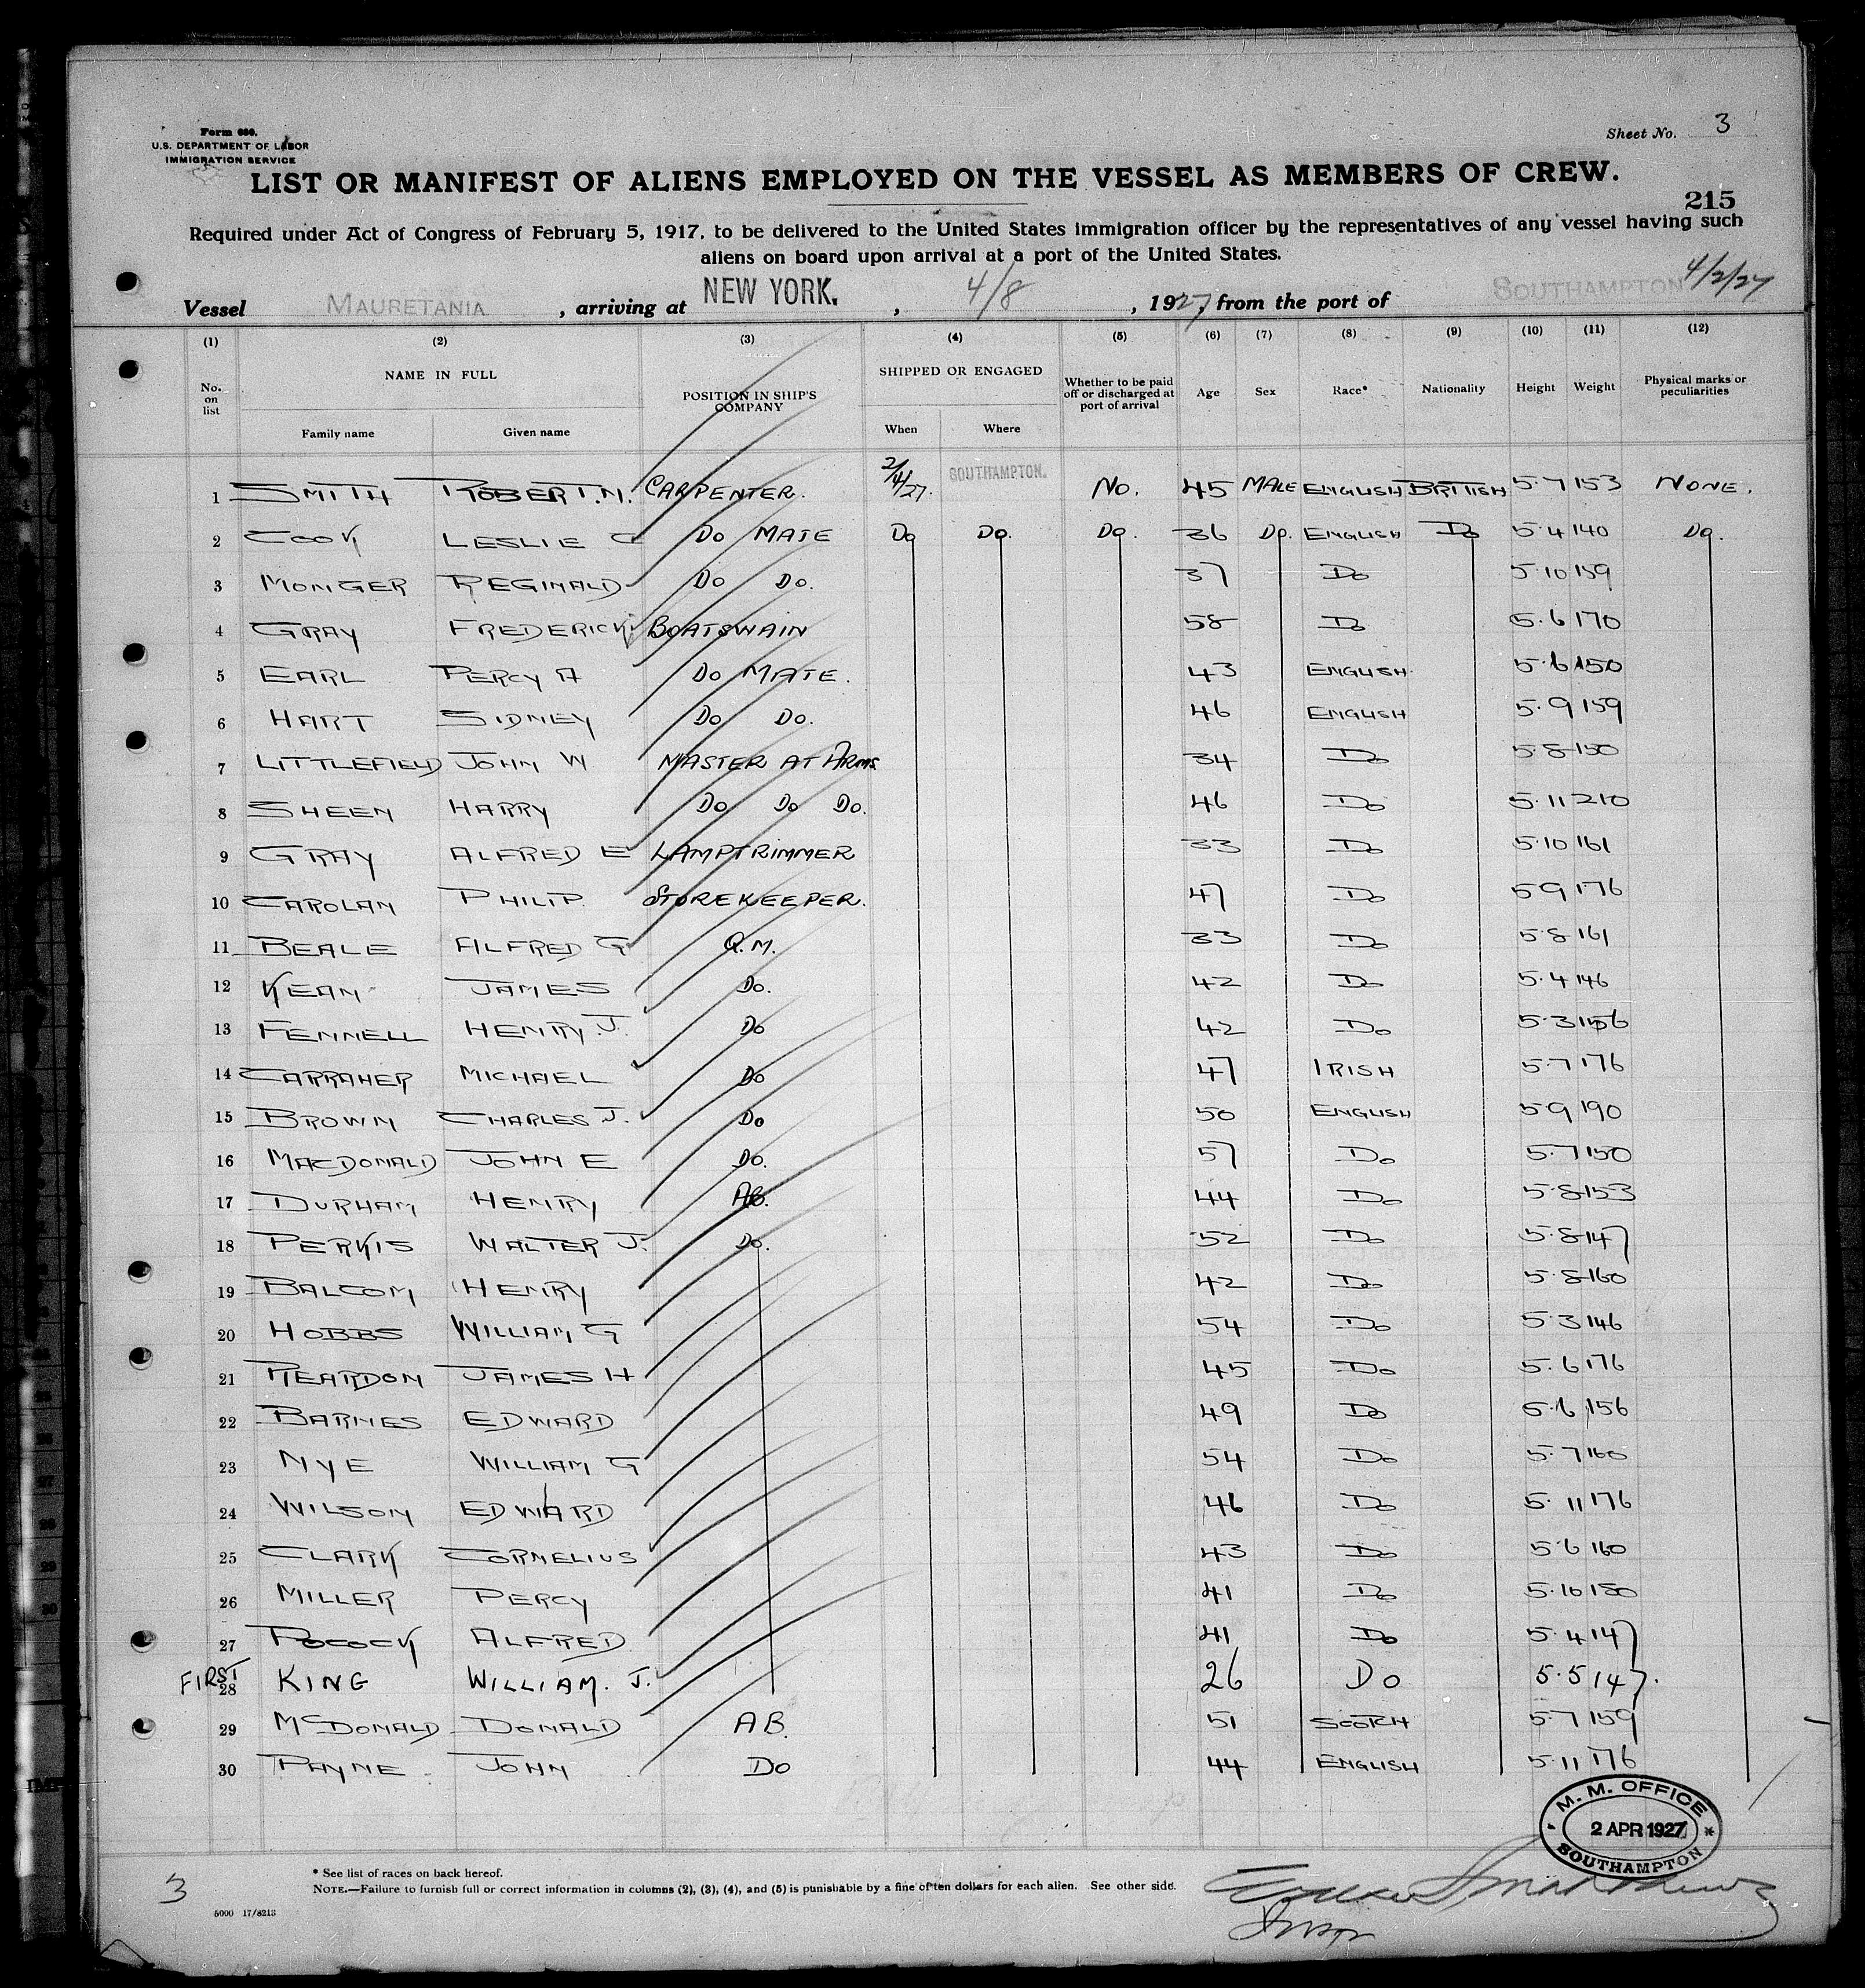 Form 680.
U.S. DEPARTMENT OF LABOR
IMMIGRATION SERVICE
Sheet No. 3
LIST OR MANIFEST OF ALIENS EMPLOYED ON THE VESSEL AS MEMBERS OF CREW.
215
Required under Act of Congress of February 5, 1917, to be delivered to the United States immigration officer by the representatives of any vessel having such
aliens on board upon arrival at a port of the United States.
Vessel MAURETANIA, arriving at NEW YORK, 4/8, 1927, from the port of SOUTHAMPTON 4/2/27
(1) (2) (3) (4) (5) (6) (7) (8) (9) (10) (11) (12)
No. on list NAME IN FULL POSITION IN SHIP'S COMPANY SHIPPED OR ENGAGED Whether to be paid off or discharged at port of arrival Age Sex Race* Nationality Height Weight Physical marks or peculiarities
Family name Given name When Where
1 SMITH ROBERT.M. CARPENTER. 2/4/27. SOUTHAMPTON. NO. 45 MALE ENGLISH BRITISH 5.7 153 NONE.
2 COOK LESLIE C DO MATE DO DO. DO. 36 DO. ENGLISH DO 5.4 140 DO.
3 MONGER REGINALD DO DO. 37 DO 5.10 159
4 GRAY FREDERICK BOATSWAIN 58 DO 5.6 170
5 EARL PERCY A DO MATE. 43 ENGLISH 5.6 150
6 HART SIDNEY DO DO. 46 ENGLISH 5.9 159
7 LITTLEFIELD JOHN W MASTER AT ARMS 34 DO 5.8 150
8 SHEEN HARRY DO DO DO. 46 DO 5.11 210
9 GRAY ALFRED E LAMPTRIMMER 33 DO 5.10 161
10 CAROLAN PHILIP STOREKEEPER. 47 DO 5.9 176
11 BEALE ALFRED G Q.M. 33 DO 5.8 161
12 KEAN JAMES DO. 42 DO 5.4 146
13 FENNELL HENRY.J. DO 42 DO 5.3 156
14 CARRAHER MICHAEL DO 47 IRISH 5.7 176
15 BROWN CHARLES J. DO 50 ENGLISH 5.9 190
16 MACDONALD JOHN E DO. 57 DO 5.7 150
17 DURHAM HENRY AB. 44 DO 5.8 153
18 PERKIS WALTER J. DO. 52 DO 5.8 147
19 BALCOM HENRY 42 DO 5.8 160
20 HOBBS WILLIAM G 54 DO 5.3 146
21 REARDON JAMES H 45 DO 5.6 176
22 BARNES EDWARD 49 DO 5.6 156
23 NYE WILLIAM G 54 DO 5.7 160
24 WILSON EDWARD 46 DO 5.11 176
25 CLARK CORNELIUS 43 DO 5.6 160
26 MILLER PERCY 41 DO 5.10 180
27 POCOCK ALFRED 41 DO 5.4 147
FIRST 28 KING WILLIAM. J. 26 DO 5.5 147.
29 MCDONALD DONALD AB. 51 SCOTCH 5.7 159
30 PAYNE JOHN DO 44 ENGLISH 5.11 176
M. M. OFFICE
2 APR 1927
SOUTHAMPTON
* See list of races on back hereof.
NOTE.—Failure to furnish full or correct information in columns (2), (3), (4), and (5) is punishable by a fine of ten dollars for each alien. See other side.
3
5000 17/8213